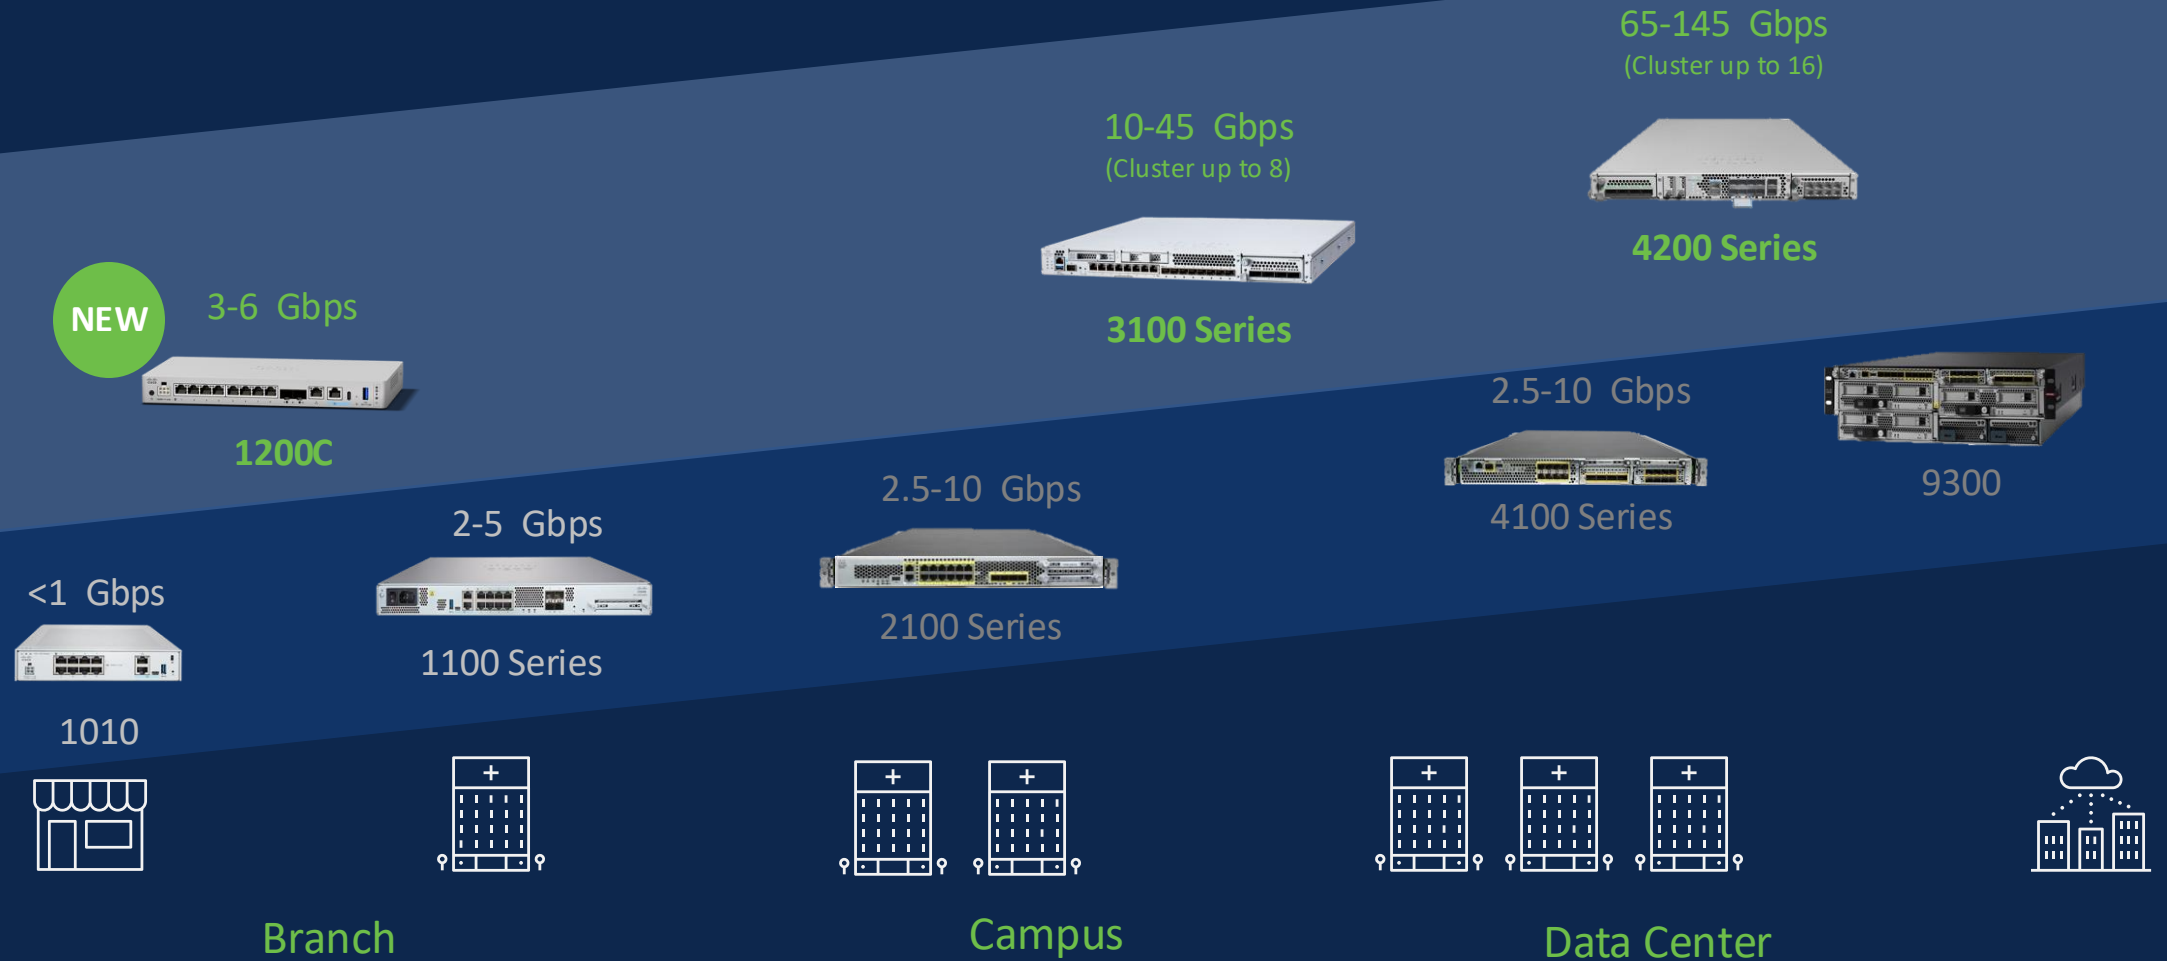 65-145 Gbps
(Cluster up to 16)
10-45 Gbps
(Cluster up to 8)
4200 Series
NEW
3-6 Gbps
3100 Series
1200C
2.5-10 Gbps
9300
4100 Series
2.5-10 Gbps
2100 Series
2-5 Gbps
1100 Series
<1 Gbps
1010
Branch
Campus
Data Center